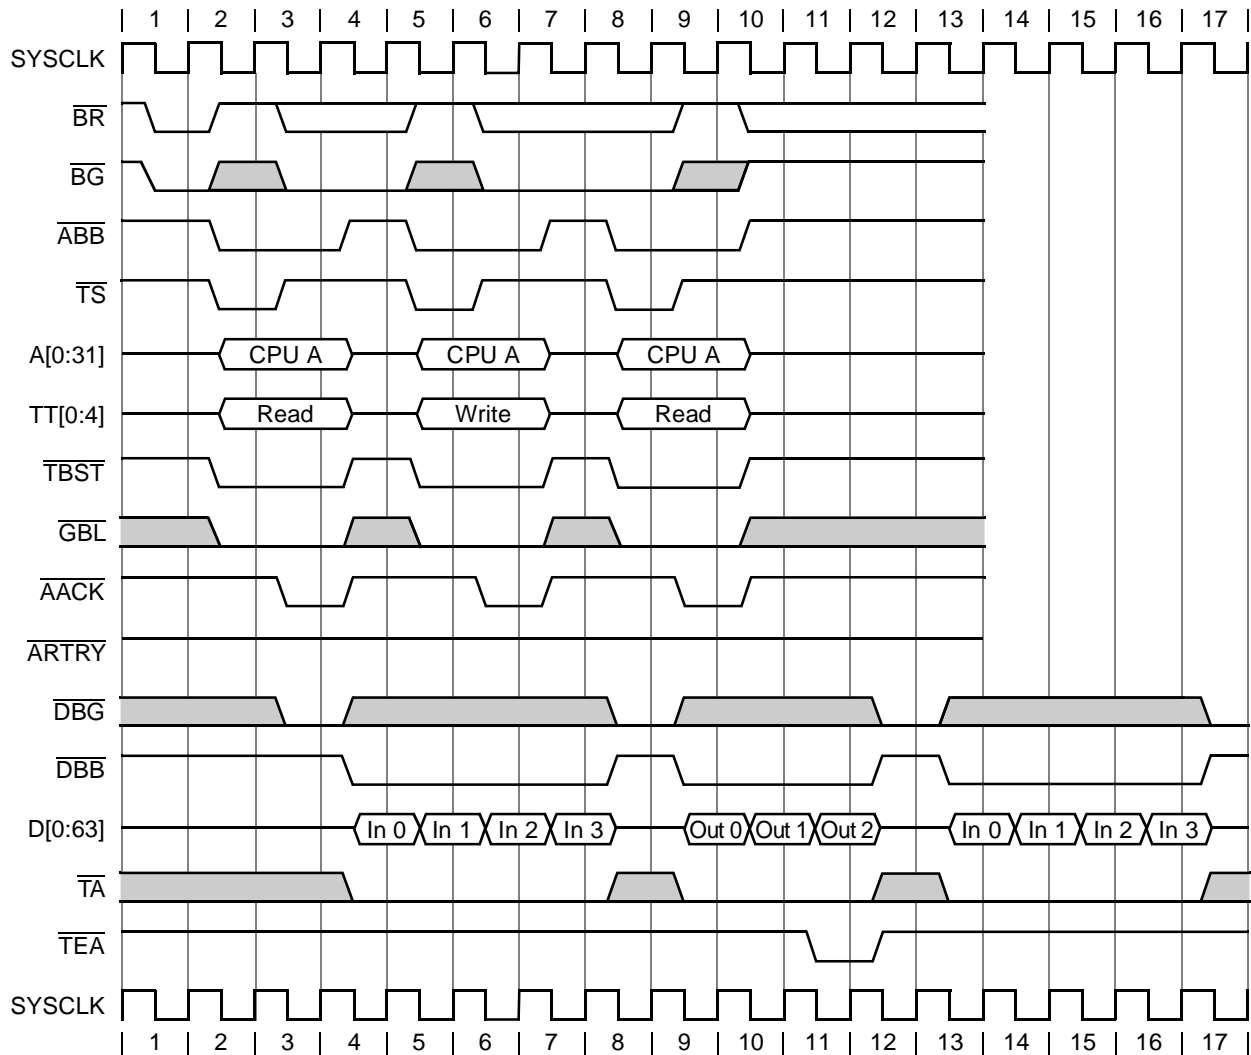 1 2 3 4 5 6 7 8 9 10 11 12 13 14 15 16 17
SYSCLK
BR
BG
ABB
TS
A[0:31] CPU A CPU A CPU A
TT[0:4] Read Write Read
TBST
GBL
AACK
ARTRY
DBG
DBB
D[0:63] In 0 In 1 In 2 In 3 Out 0 Out 1 Out 2 In 0 In 1 In 2 In 3
TA
TEA
SYSCLK
1 2 3 4 5 6 7 8 9 10 11 12 13 14 15 16 17